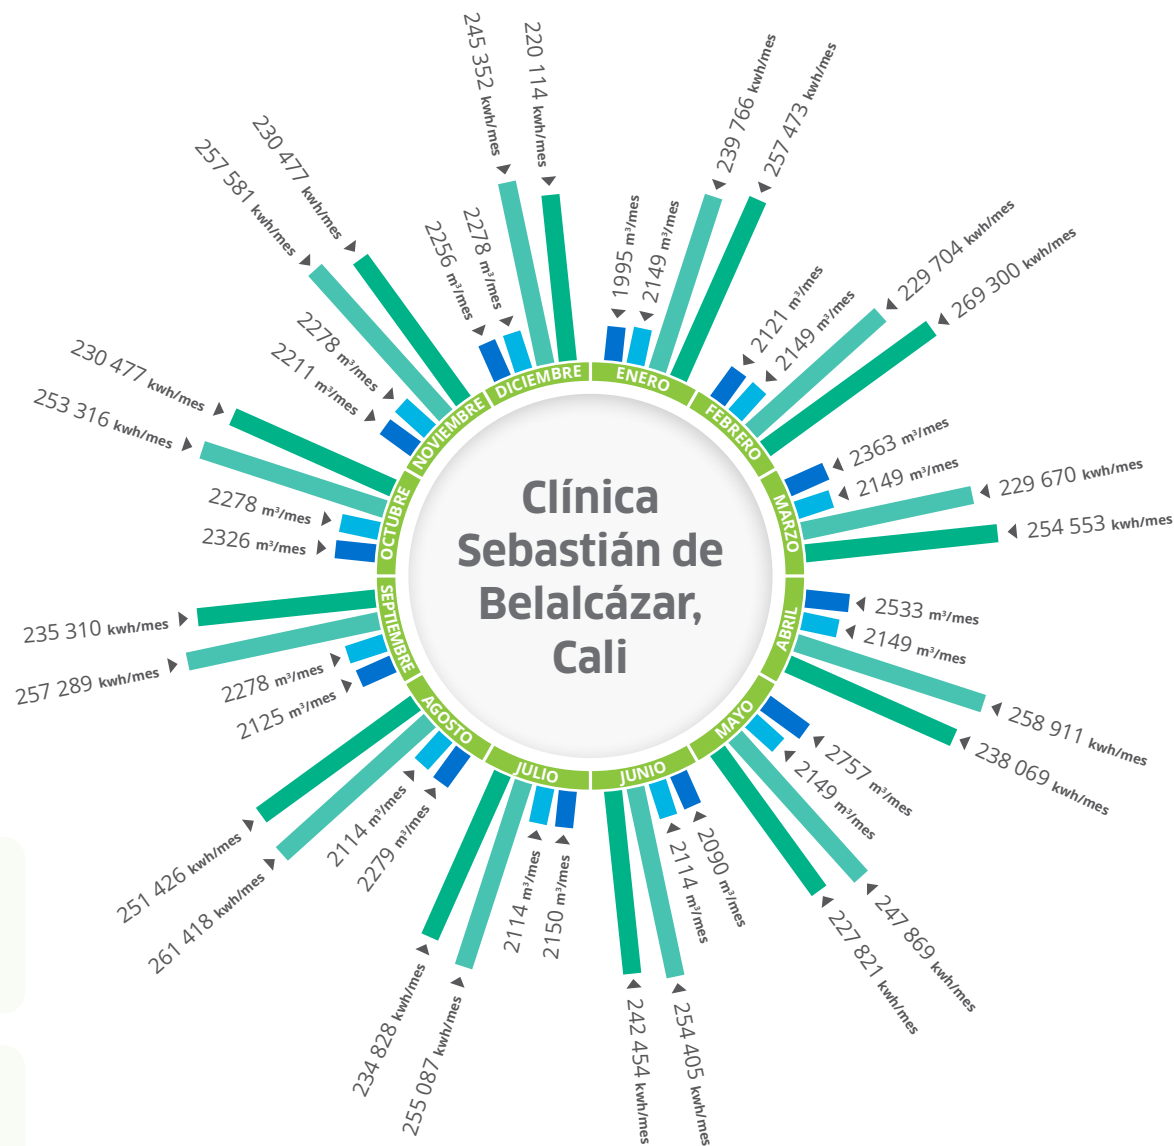 Clínica
Sebastián de
Belalcázar,
Cali
ENERO
1995 m³/mes
2149 m³/mes
239 766 kwh/mes
257 473 kwh/mes
FEBRERO
2121 m³/mes
2149 m³/mes
229 704 kwh/mes
269 300 kwh/mes
MARZO
2363 m³/mes
2149 m³/mes
229 670 kwh/mes
254 553 kwh/mes
ABRIL
2533 m³/mes
2149 m³/mes
258 911 kwh/mes
238 069 kwh/mes
MAYO
2757 m³/mes
2149 m³/mes
247 869 kwh/mes
227 821 kwh/mes
JUNIO
2090 m³/mes
2114 m³/mes
254 405 kwh/mes
242 454 kwh/mes
JULIO
2150 m³/mes
2114 m³/mes
255 087 kwh/mes
234 828 kwh/mes
AGOSTO
2279 m³/mes
2114 m³/mes
261 418 kwh/mes
251 426 kwh/mes
SEPTIEMBRE
2125 m³/mes
2278 m³/mes
257 289 kwh/mes
235 310 kwh/mes
OCTUBRE
2326 m³/mes
2278 m³/mes
253 316 kwh/mes
230 477 kwh/mes
NOVIEMBRE
2211 m³/mes
2278 m³/mes
257 581 kwh/mes
230 477 kwh/mes
DICIEMBRE
2256 m³/mes
2278 m³/mes
245 352 kwh/mes
220 114 kwh/mes